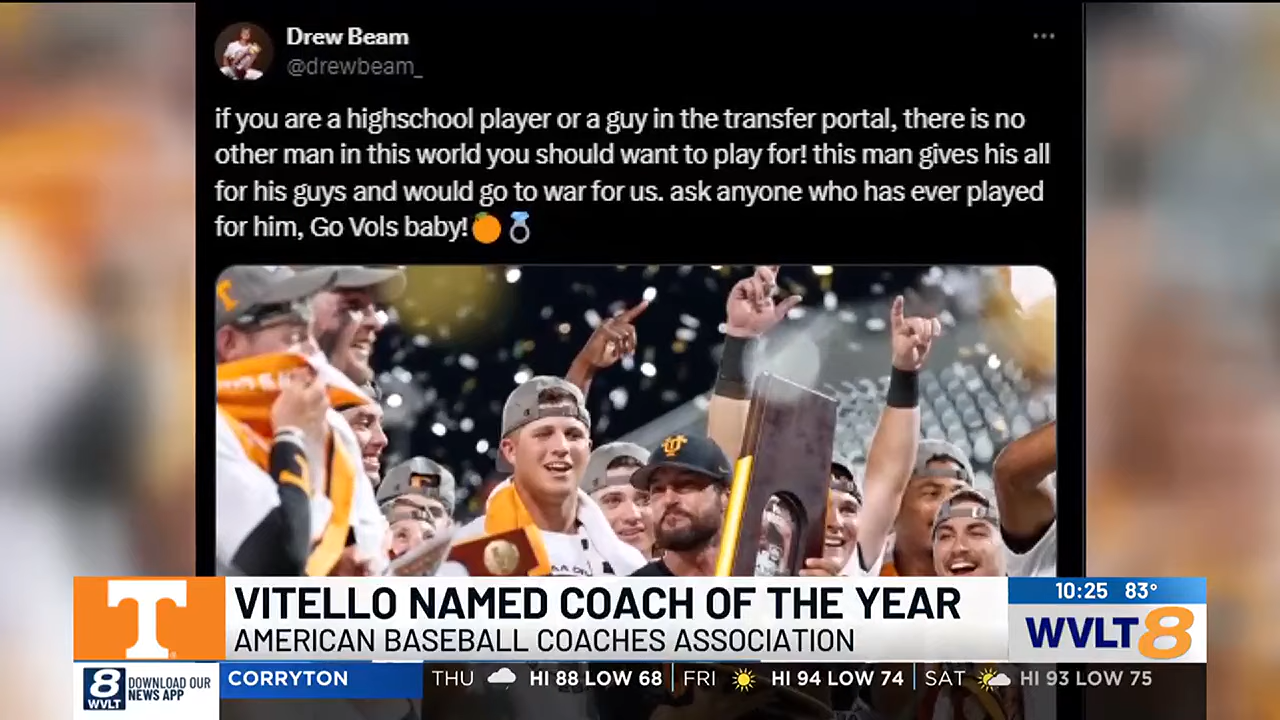 Drew Beam
@drewbeam_
if you are a highschool player or a guy in the transfer portal, there is no
other man in this world you should want to play for! this man gives his all
for his guys and would go to war for us. ask anyone who has ever played
for him, Go Vols baby!🍊💍
T
VITELLO NAMED COACH OF THE YEAR
AMERICAN BASEBALL COACHES ASSOCIATION
10:25 83°
WVLT8
8
WVLT
DOWNLOAD OUR
NEWS APP
CORRYTON
THU HI 88 LOW 68 FRI HI 94 LOW 74 SAT HI 93 LOW 75